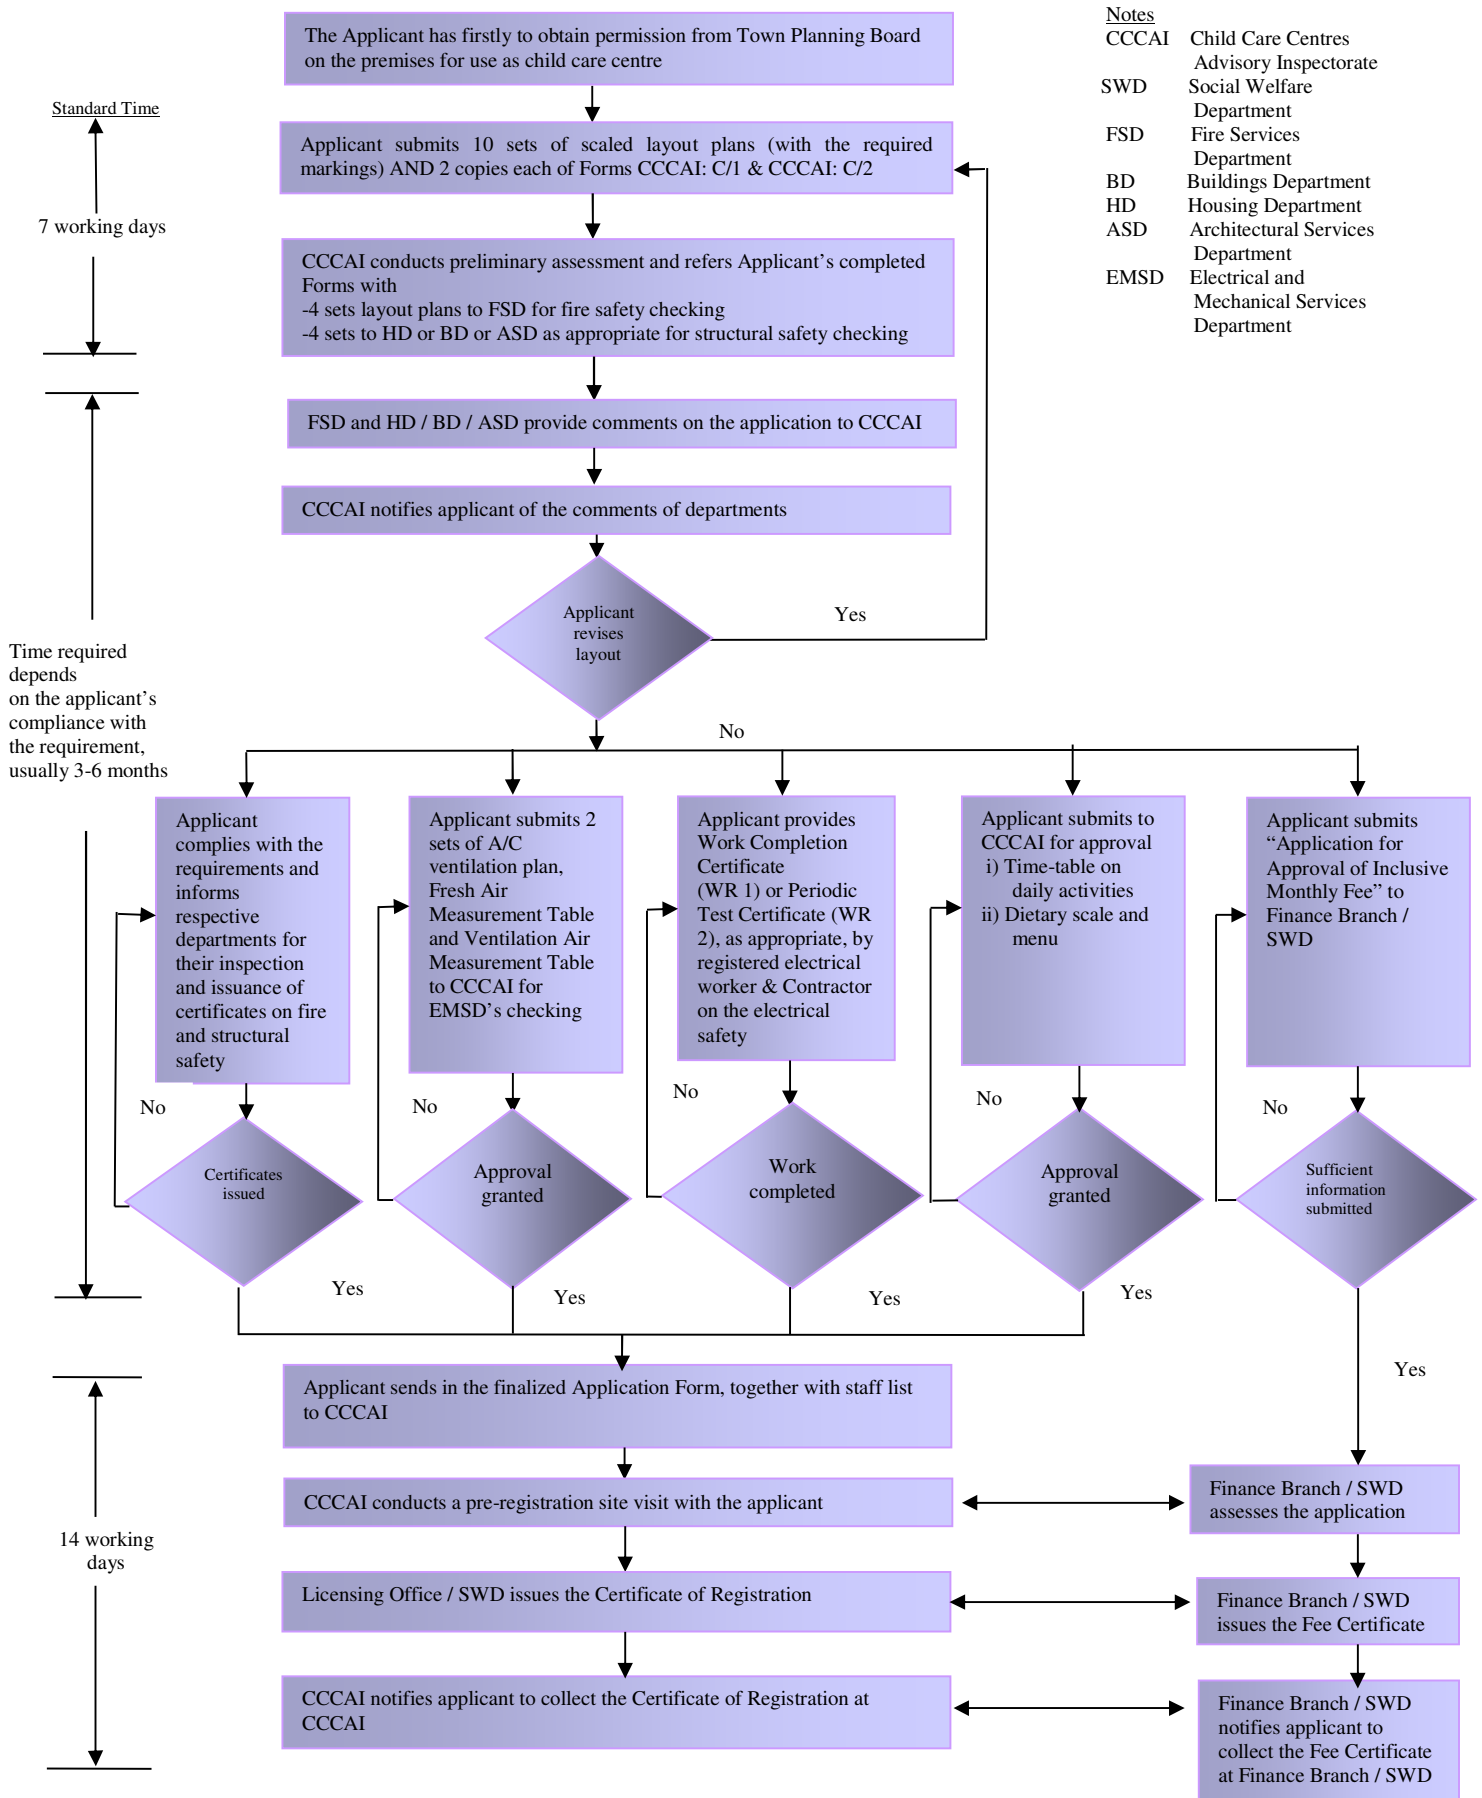 The Applicant has firstly to obtain permission from Town Planning Board
on the premises for use as child care centre
Notes
CCCAI Child Care Centres
Advisory Inspectorate
SWD Social Welfare
Department
FSD Fire Services
Department
BD Buildings Department
HD Housing Department
ASD Architectural Services
Department
EMSD Electrical and
Mechanical Services
Department
Standard Time
7 working days
Applicant submits 10 sets of scaled layout plans (with the required
markings) AND 2 copies each of Forms CCCAI: C/1 & CCCAI: C/2
CCCAI conducts preliminary assessment and refers Applicant's completed
Forms with
-4 sets layout plans to FSD for fire safety checking
-4 sets to HD or BD or ASD as appropriate for structural safety checking
FSD and HD / BD / ASD provide comments on the application to CCCAI
CCCAI notifies applicant of the comments of departments
Applicant
revises
layout
Yes
No
Time required
depends
on the applicant's
compliance with
the requirement,
usually 3-6 months
Applicant
complies with the
requirements and
informs
respective
departments for
their inspection
and issuance of
certificates on fire
and structural
safety
Applicant submits 2
sets of A/C
ventilation plan,
Fresh Air
Measurement Table
and Ventilation Air
Measurement Table
to CCCAI for
EMSD's checking
Applicant provides
Work Completion
Certificate
(WR 1) or Periodic
Test Certificate (WR
2), as appropriate, by
registered electrical
worker & Contractor
on the electrical
safety
Applicant submits to
CCCAI for approval
i) Time-table on
daily activities
ii) Dietary scale and
menu
Applicant submits
“Application for
Approval of Inclusive
Monthly Fee” to
Finance Branch /
SWD
No
No
No
No
No
Certificates
issued
Approval
granted
Work
completed
Approval
granted
Sufficient
information
submitted
Yes
Yes
Yes
Yes
Yes
14 working
days
Applicant sends in the finalized Application Form, together with staff list
to CCCAI
CCCAI conducts a pre-registration site visit with the applicant
Finance Branch / SWD
assesses the application
Licensing Office / SWD issues the Certificate of Registration
Finance Branch / SWD
issues the Fee Certificate
CCCAI notifies applicant to collect the Certificate of Registration at
CCCAI
Finance Branch / SWD
notifies applicant to
collect the Fee Certificate
at Finance Branch / SWD